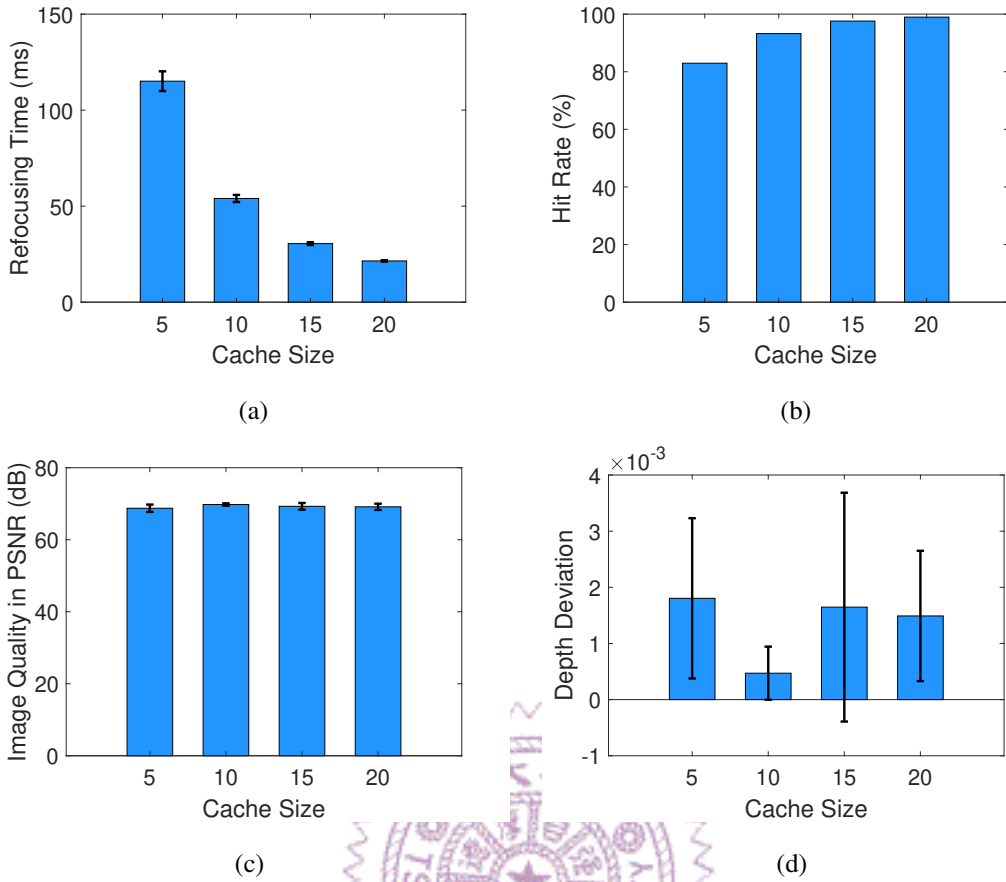 150
100
50
0
5 10 15 20
Refocusing Time (ms)
Cache Size
(a)
100
80
60
40
20
0
5 10 15 20
Hit Rate (%)
Cache Size
(b)
80
60
40
20
0
5 10 15 20
Image Quality in PSNR (dB)
Cache Size
(c)
×10⁻³
4
3
2
1
0
-1
5 10 15 20
Depth Deviation
Cache Size
(d)